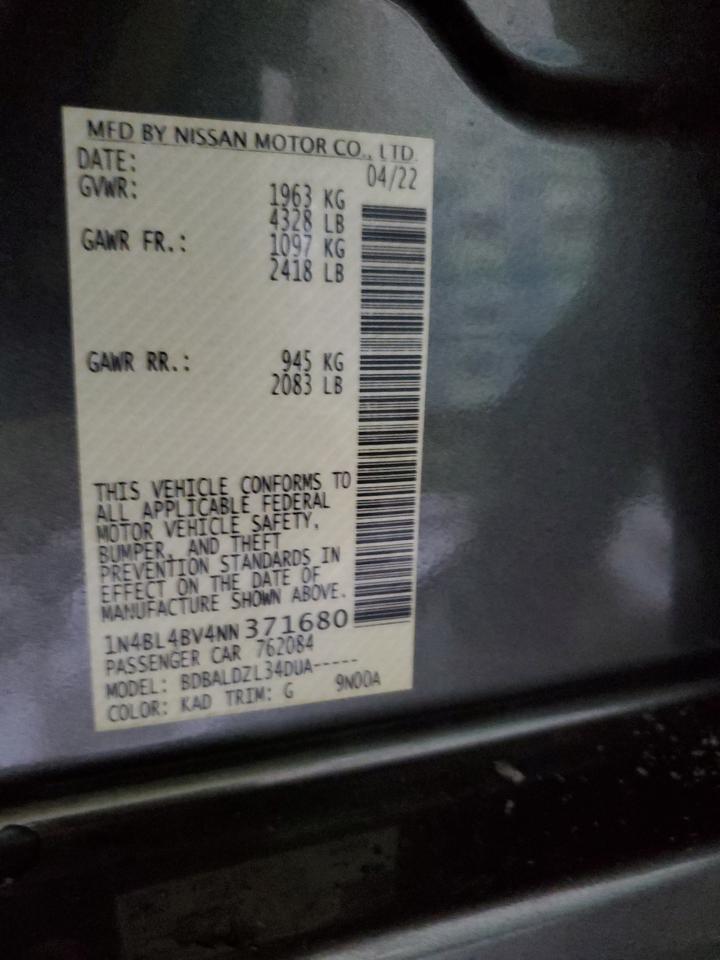 MFD BY NISSAN MOTOR CO., LTD.
DATE: 04/22
GVWR: 1963 KG
4328 LB
GAWR FR.: 1097 KG
2418 LB
GAWR RR.: 945 KG
2083 LB
THIS VEHICLE CONFORMS TO
ALL APPLICABLE FEDERAL
MOTOR VEHICLE SAFETY,
BUMPER, AND THEFT
PREVENTION STANDARDS IN
EFFECT ON THE DATE OF
MANUFACTURE SHOWN ABOVE.
1N4BL4BV4NN371680
PASSENGER CAR 762084
MODEL: BDBALDZL34DUA-----
COLOR: KAD TRIM: G 9N00A